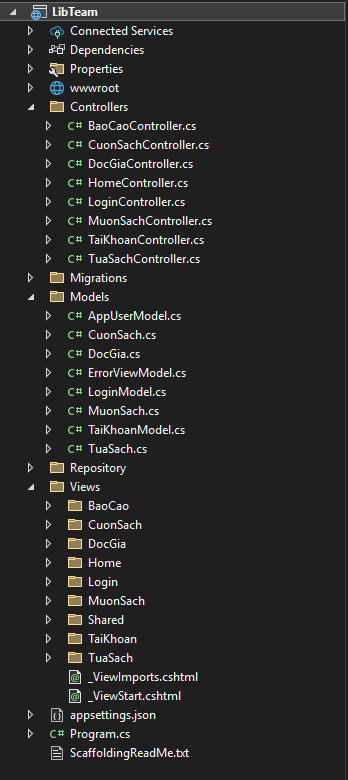 LibTeam
Connected Services
Dependencies
Properties
wwwroot
Controllers
C# BaoCaoController.cs
C# CuonSachController.cs
C# DocGiaController.cs
C# HomeController.cs
C# LoginController.cs
C# MuonSachController.cs
C# TaiKhoanController.cs
C# TuaSachController.cs
Migrations
Models
C# AppUserModel.cs
C# CuonSach.cs
C# DocGia.cs
C# ErrorViewModel.cs
C# LoginModel.cs
C# MuonSach.cs
C# TaiKhoanModel.cs
C# TuaSach.cs
Repository
Views
BaoCao
CuonSach
DocGia
Home
Login
MuonSach
Shared
TaiKhoan
TuaSach
_ViewImports.cshtml
_ViewStart.cshtml
appsettings.json
C# Program.cs
ScaffoldingReadMe.txt